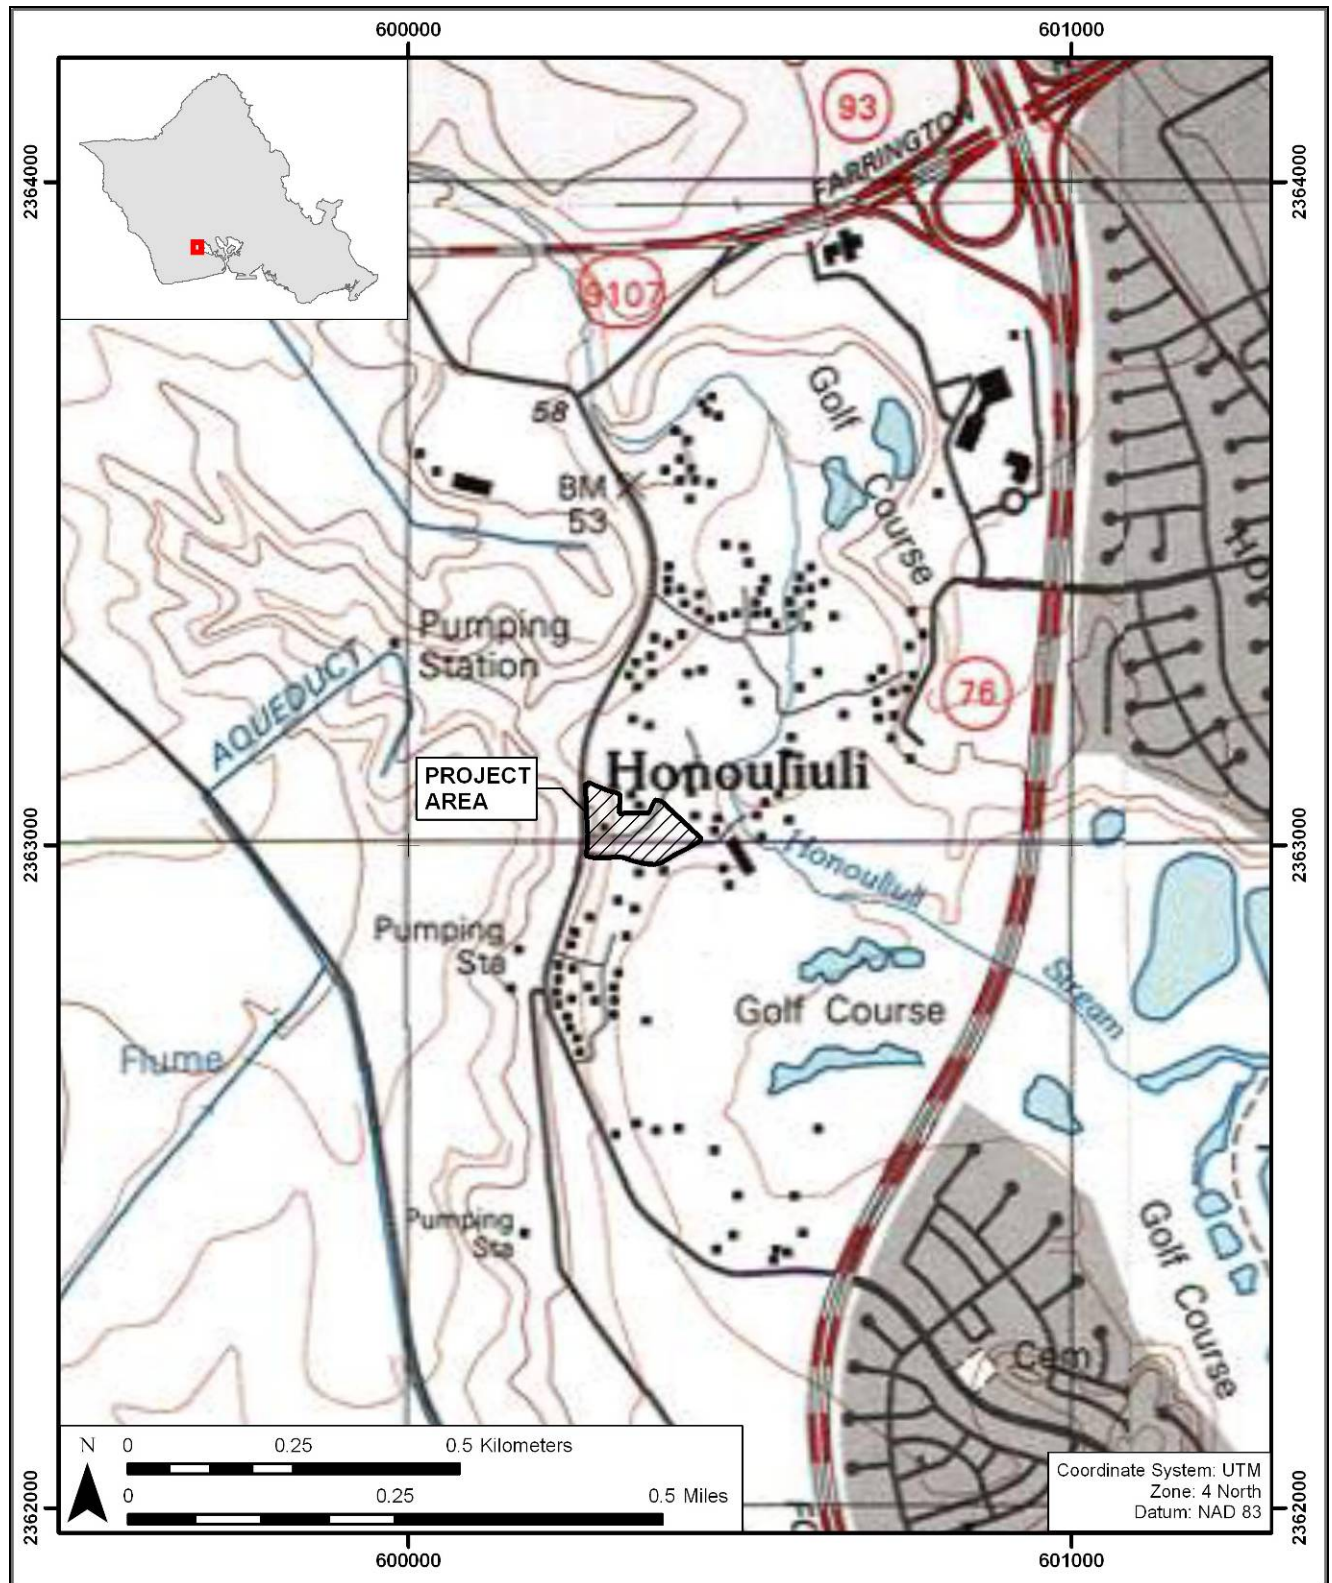 600000
601000
2364000
2364000
93
FARRINGTON
9107
58
Golf
Course
BM
53
Pumping
Station
AQUEDUCT
76
PROJECT
AREA
Honouliuli
2363000
2363000
Honouliuli
Stream
Pumping
Sta
Golf Course
Flume
Pumping
Sta
Golf Course
Cem
N
0
0.25
0.5 Kilometers
0
0.25
0.5 Miles
Coordinate System: UTM
Zone: 4 North
Datum: NAD 83
2362000
2362000
600000
601000